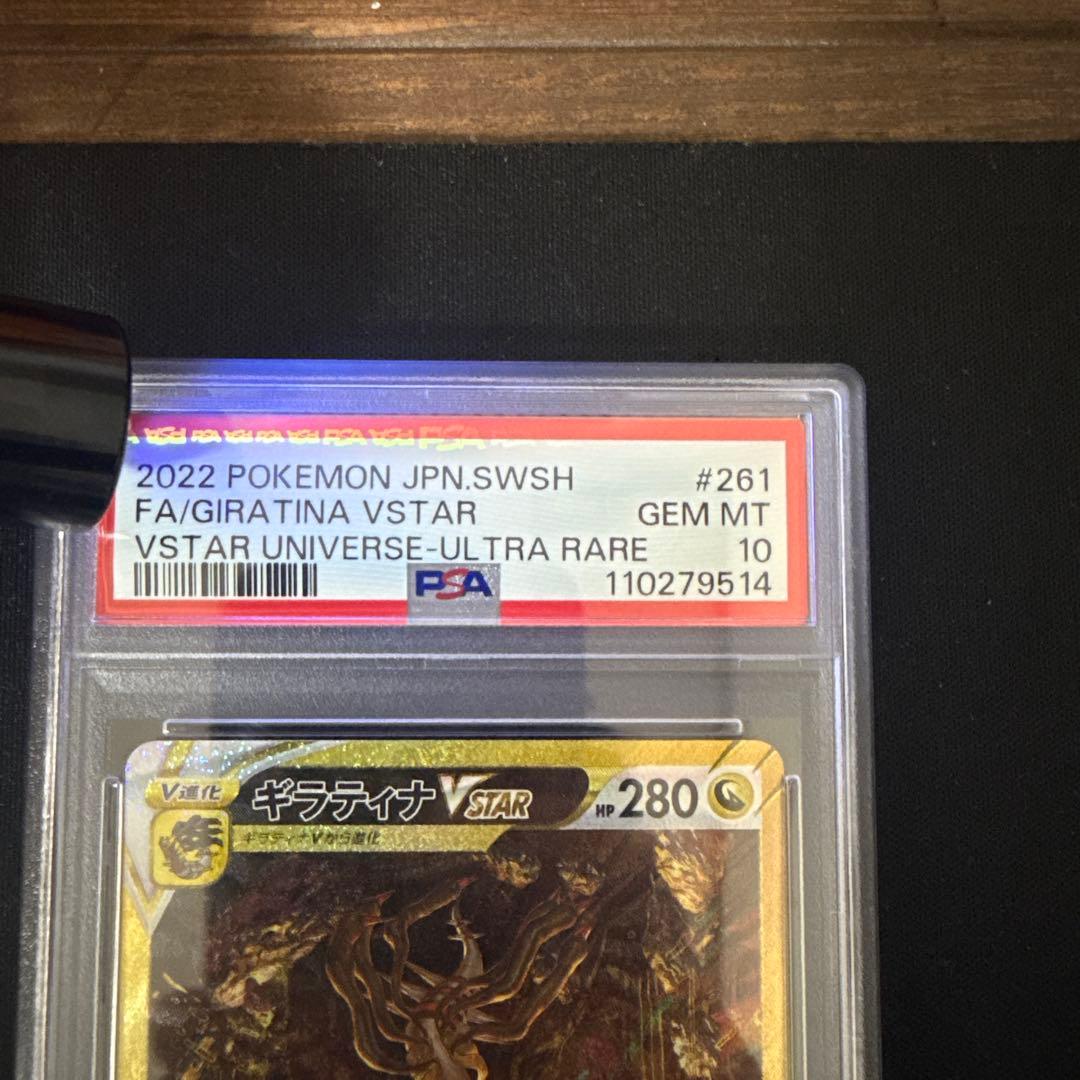 2022 POKEMON JPN.SWSH #261
FA/GIRATINA VSTAR GEM MT
VSTAR UNIVERSE-ULTRA RARE 10
PSA 110279514
V進化 ギラティナVSTAR HP 280
ギラティナVから進化